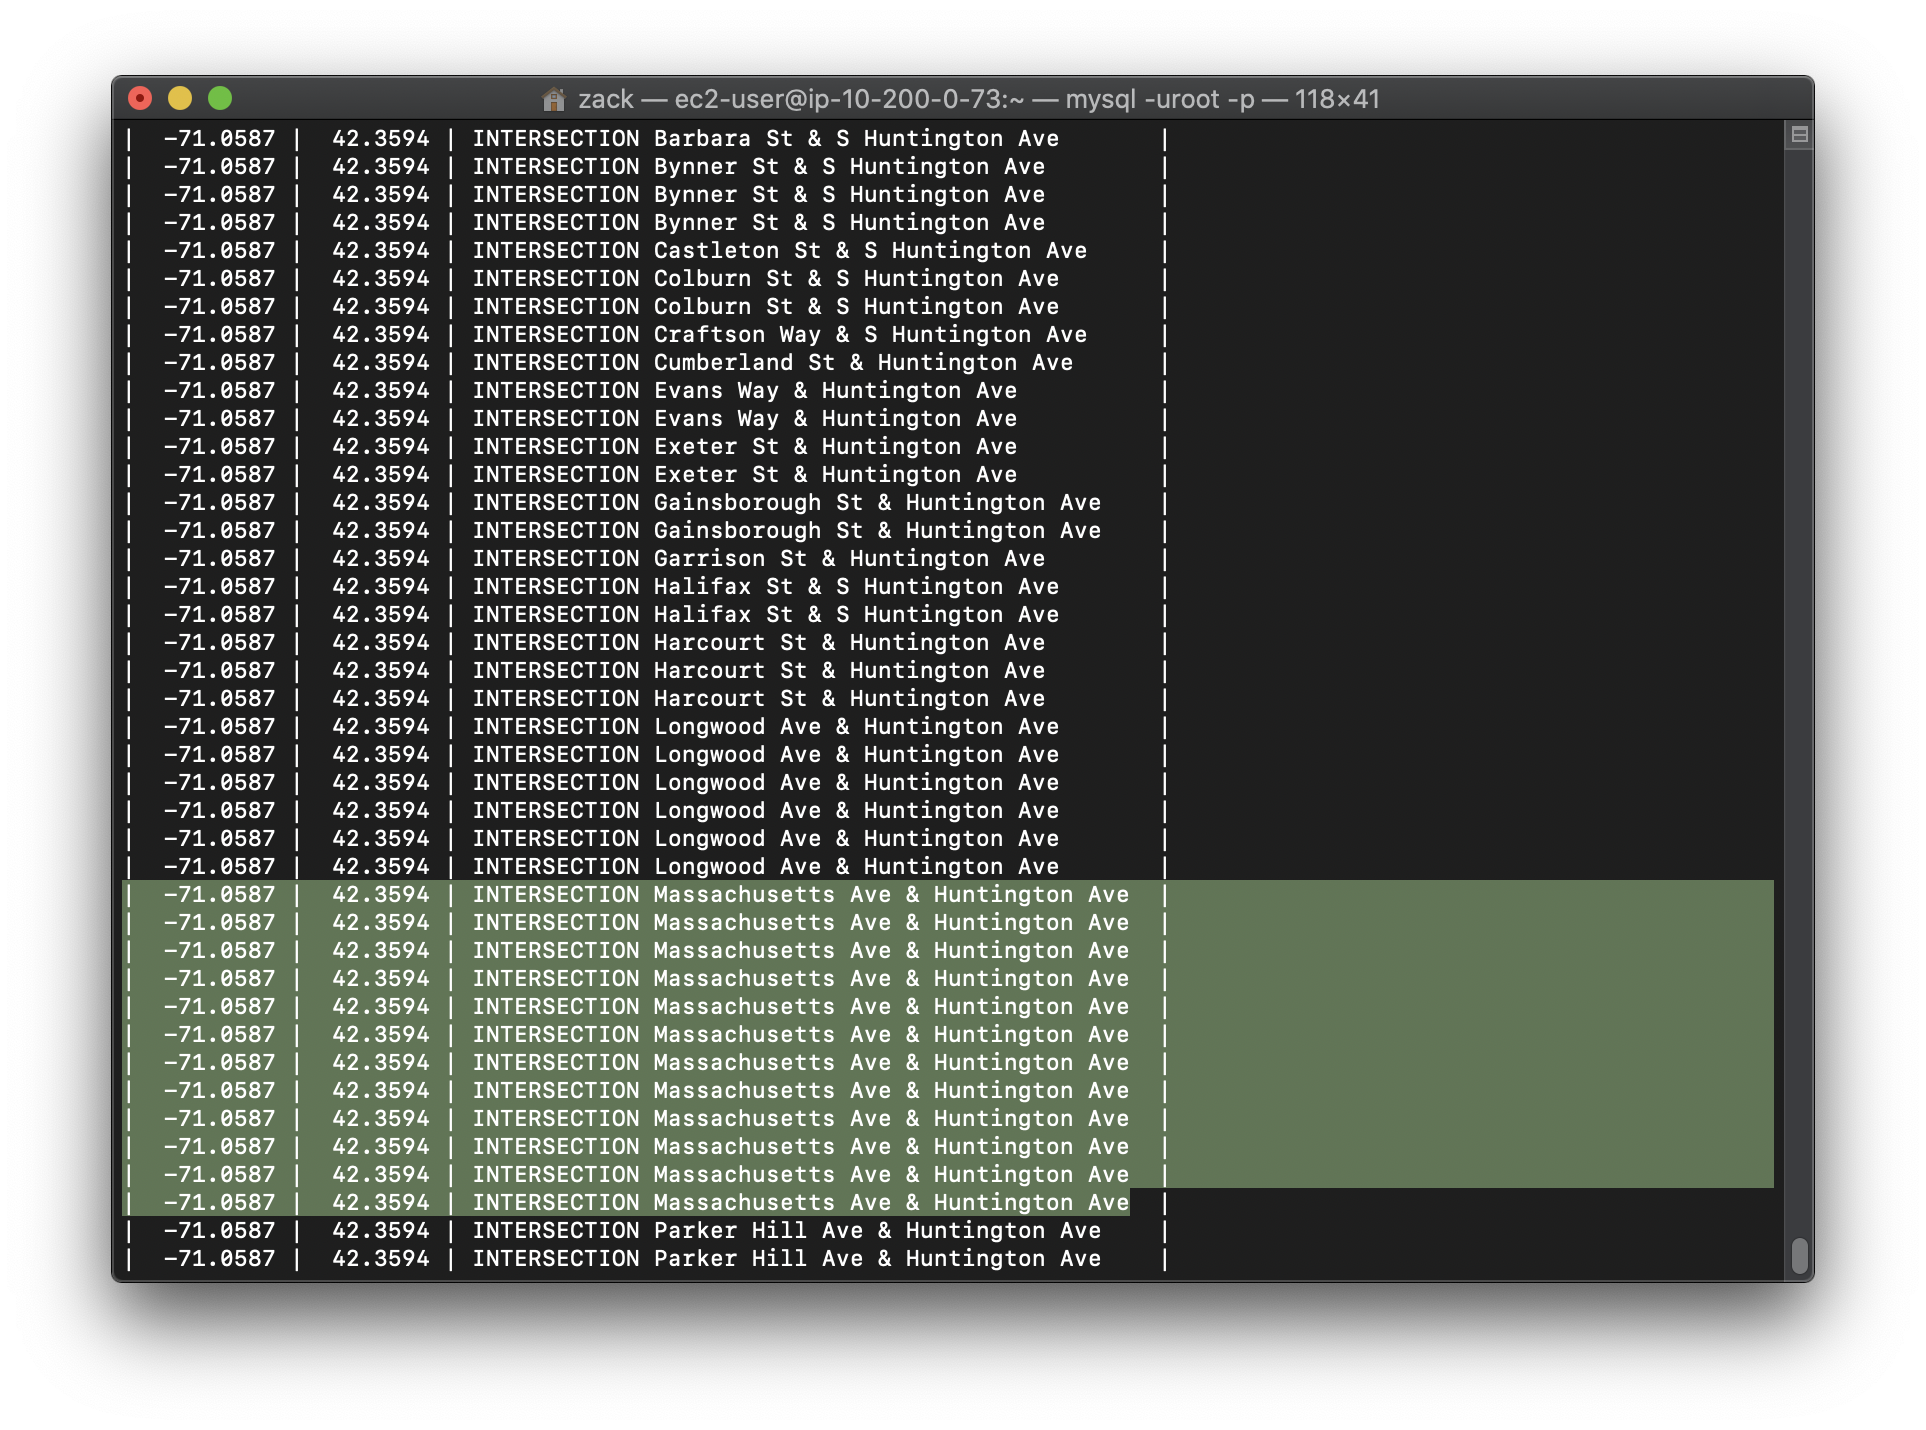 zack — ec2-user@ip-10-200-0-73:~ — mysql -uroot -p — 118×41
| -71.0587 | 42.3594 | INTERSECTION Barbara St & S Huntington Ave |
| -71.0587 | 42.3594 | INTERSECTION Bynner St & S Huntington Ave |
| -71.0587 | 42.3594 | INTERSECTION Bynner St & S Huntington Ave |
| -71.0587 | 42.3594 | INTERSECTION Bynner St & S Huntington Ave |
| -71.0587 | 42.3594 | INTERSECTION Castleton St & S Huntington Ave |
| -71.0587 | 42.3594 | INTERSECTION Colburn St & S Huntington Ave |
| -71.0587 | 42.3594 | INTERSECTION Colburn St & S Huntington Ave |
| -71.0587 | 42.3594 | INTERSECTION Craftson Way & S Huntington Ave |
| -71.0587 | 42.3594 | INTERSECTION Cumberland St & Huntington Ave |
| -71.0587 | 42.3594 | INTERSECTION Evans Way & Huntington Ave |
| -71.0587 | 42.3594 | INTERSECTION Evans Way & Huntington Ave |
| -71.0587 | 42.3594 | INTERSECTION Exeter St & Huntington Ave |
| -71.0587 | 42.3594 | INTERSECTION Exeter St & Huntington Ave |
| -71.0587 | 42.3594 | INTERSECTION Gainsborough St & Huntington Ave |
| -71.0587 | 42.3594 | INTERSECTION Gainsborough St & Huntington Ave |
| -71.0587 | 42.3594 | INTERSECTION Garrison St & Huntington Ave |
| -71.0587 | 42.3594 | INTERSECTION Halifax St & S Huntington Ave |
| -71.0587 | 42.3594 | INTERSECTION Halifax St & S Huntington Ave |
| -71.0587 | 42.3594 | INTERSECTION Harcourt St & Huntington Ave |
| -71.0587 | 42.3594 | INTERSECTION Harcourt St & Huntington Ave |
| -71.0587 | 42.3594 | INTERSECTION Harcourt St & Huntington Ave |
| -71.0587 | 42.3594 | INTERSECTION Longwood Ave & Huntington Ave |
| -71.0587 | 42.3594 | INTERSECTION Longwood Ave & Huntington Ave |
| -71.0587 | 42.3594 | INTERSECTION Longwood Ave & Huntington Ave |
| -71.0587 | 42.3594 | INTERSECTION Longwood Ave & Huntington Ave |
| -71.0587 | 42.3594 | INTERSECTION Longwood Ave & Huntington Ave |
| -71.0587 | 42.3594 | INTERSECTION Longwood Ave & Huntington Ave |
| -71.0587 | 42.3594 | INTERSECTION Massachusetts Ave & Huntington Ave |
| -71.0587 | 42.3594 | INTERSECTION Massachusetts Ave & Huntington Ave |
| -71.0587 | 42.3594 | INTERSECTION Massachusetts Ave & Huntington Ave |
| -71.0587 | 42.3594 | INTERSECTION Massachusetts Ave & Huntington Ave |
| -71.0587 | 42.3594 | INTERSECTION Massachusetts Ave & Huntington Ave |
| -71.0587 | 42.3594 | INTERSECTION Massachusetts Ave & Huntington Ave |
| -71.0587 | 42.3594 | INTERSECTION Massachusetts Ave & Huntington Ave |
| -71.0587 | 42.3594 | INTERSECTION Massachusetts Ave & Huntington Ave |
| -71.0587 | 42.3594 | INTERSECTION Massachusetts Ave & Huntington Ave |
| -71.0587 | 42.3594 | INTERSECTION Massachusetts Ave & Huntington Ave |
| -71.0587 | 42.3594 | INTERSECTION Massachusetts Ave & Huntington Ave |
| -71.0587 | 42.3594 | INTERSECTION Massachusetts Ave & Huntington Ave |
| -71.0587 | 42.3594 | INTERSECTION Parker Hill Ave & Huntington Ave |
| -71.0587 | 42.3594 | INTERSECTION Parker Hill Ave & Huntington Ave |